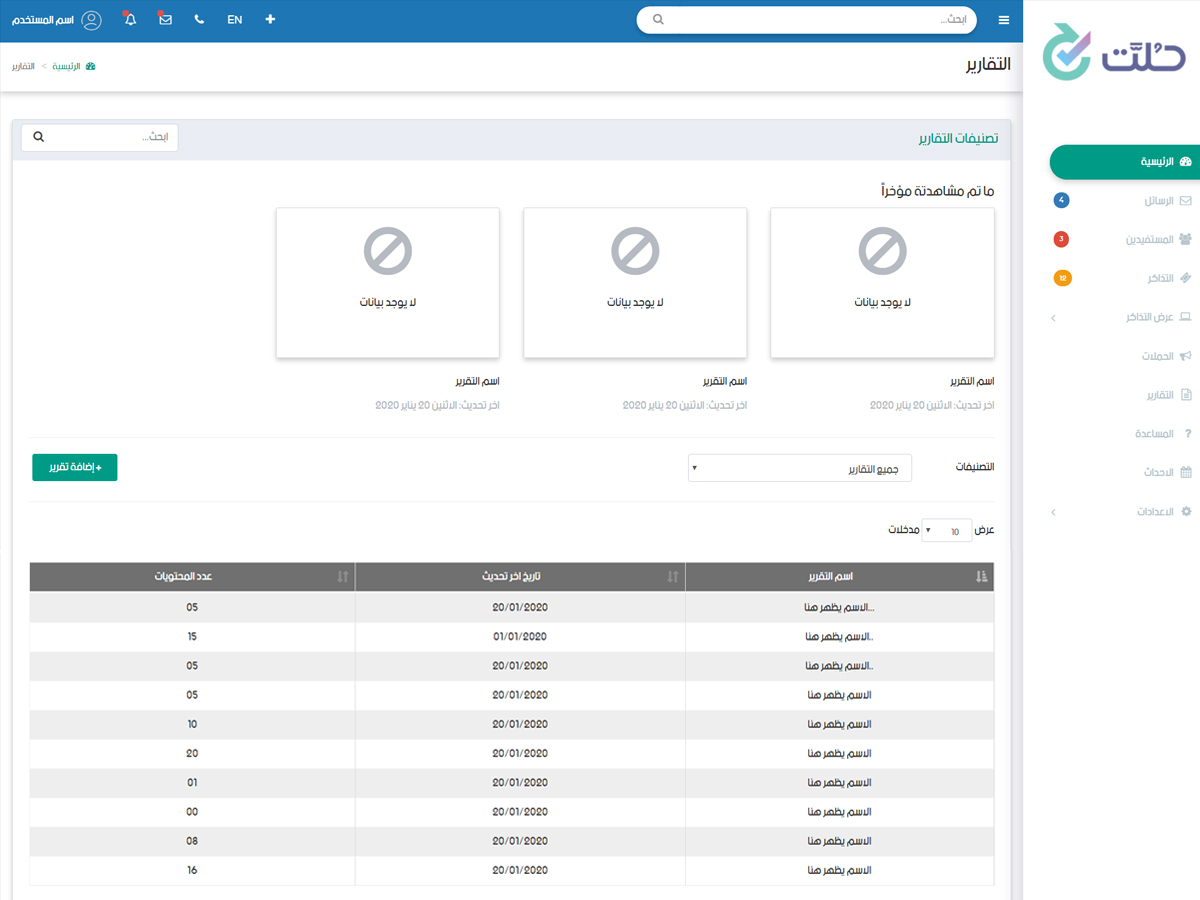 حُلَّت
ابحث...
EN
اسم المستخدم
التقارير
الرئيسية > التقارير
الرئيسية
الرسائل 4
المستفيدين 3
التذاكر 12
عرض التذاكر
الحملات
التقارير
المساعدة
الاحداث
الاعدادات
تصنيفات التقارير
ابحث...
ما تم مشاهدتة مؤخراً
لا يوجد بيانات
لا يوجد بيانات
لا يوجد بيانات
اسم التقرير
اخر تحديث: الاثنين 20 يناير 2020
اسم التقرير
اخر تحديث: الاثنين 20 يناير 2020
اسم التقرير
اخر تحديث: الاثنين 20 يناير 2020
التصنيفات
جميع التقارير
+ إضافة تقرير
عرض 10 مدخلات
اسم التقرير تاريخ اخر تحديث عدد المحتويات
الاسم يظهر هنا... 20/01/2020 05
الاسم يظهر هنا.. 01/01/2020 15
الاسم يظهر هنا.. 20/01/2020 05
الاسم يظهر هنا 20/01/2020 05
الاسم يظهر هنا 20/01/2020 10
الاسم يظهر هنا 20/01/2020 20
الاسم يظهر هنا 20/01/2020 01
الاسم يظهر هنا 20/01/2020 00
الاسم يظهر هنا 20/01/2020 08
الاسم يظهر هنا 20/01/2020 16